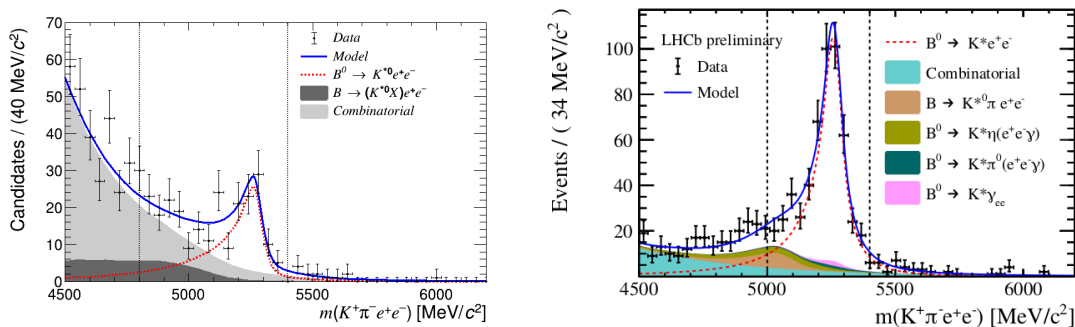 Candidates / (40 MeV/c²)
70
60
50
40
30
20
10
0
Data
Model
B⁰ → K*⁰e⁺e⁻
B → (K*⁰X)e⁺e⁻
Combinatorial
4500 5000 5500 6000
m(K⁺π⁻e⁺e⁻) [MeV/c²]
Events / ( 34 MeV/c² )
100
80
60
40
20
LHCb preliminary
Data
Model
B⁰ → K*e⁺e⁻
Combinatorial
B → K*⁰π e⁺e⁻
B⁰ → K*η(e⁺e⁻γ)
B⁰ → K*π⁰(e⁺e⁻γ)
B⁰ → K*γₑₑ
4500 5000 5500 6000
m(K⁺π⁻e⁺e⁻) [MeV/c²]